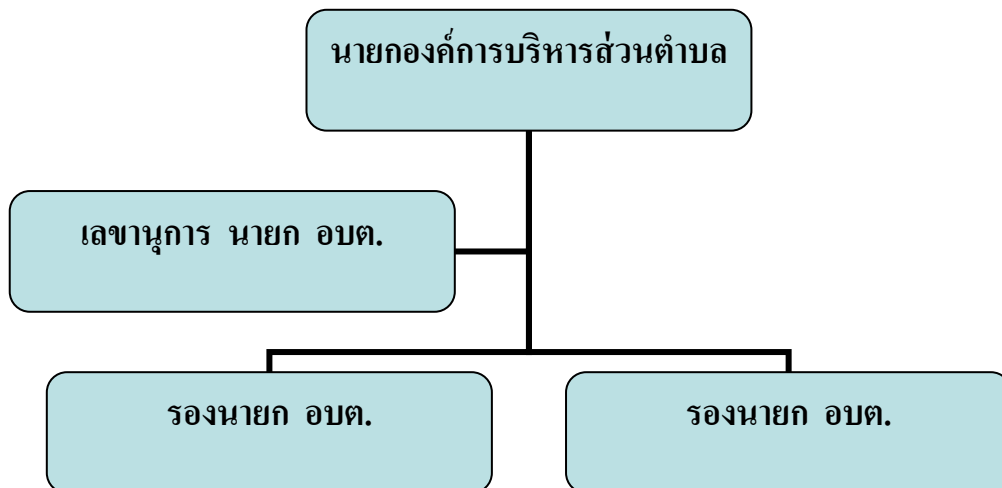 นายกองค์การบริหารส่วนตำบล
เลขานุการ นายก อบต.
รองนายก อบต.
รองนายก อบต.